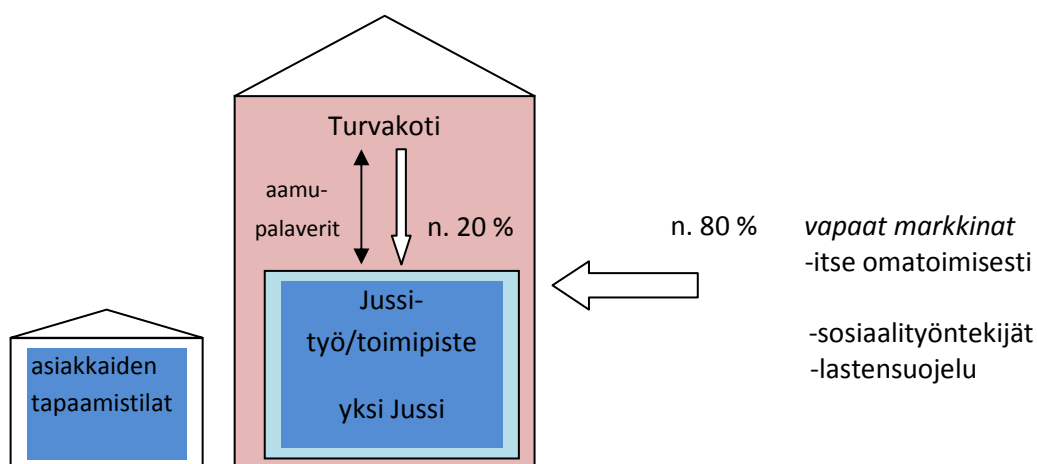 Turvakoti
aamu-
palaverit
n. 20 %
n. 80 %
vapaat markkinat
-itse omatoimisesti
-sosiaalityöntekijät
-lastensuojelu
Jussi-
työ/toimipiste
yksi Jussi
asiakkaiden
tapaamistilat